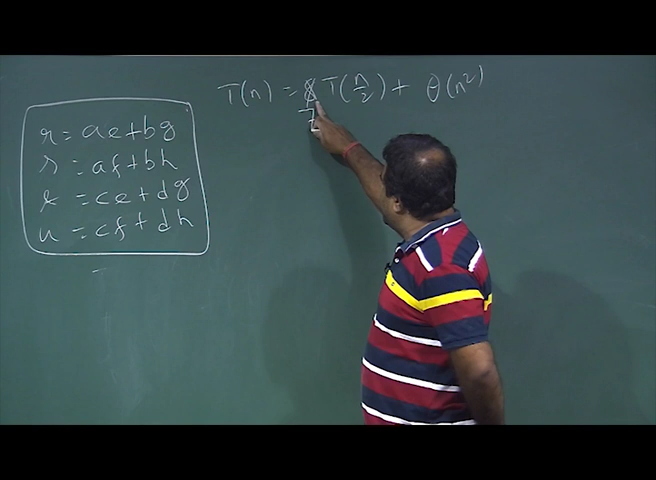 T(n) = 8 T(n/2) + θ(n²)
7
r = ae+bg
s = af+bh
t = ce+dg
u = cf+dh
=